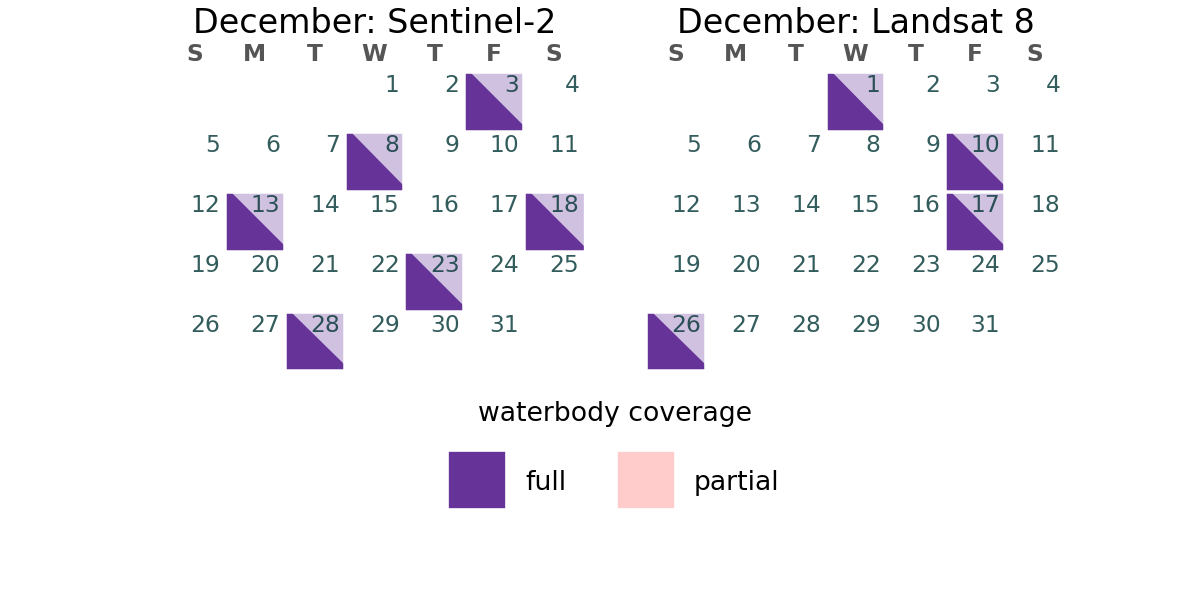 December: Sentinel-2
S M T W T F S
1 2 3 4
5 6 7 8 9 10 11
12 13 14 15 16 17 18
19 20 21 22 23 24 25
26 27 28 29 30 31
December: Landsat 8
S M T W T F S
1 2 3 4
5 6 7 8 9 10 11
12 13 14 15 16 17 18
19 20 21 22 23 24 25
26 27 28 29 30 31
waterbody coverage
full partial